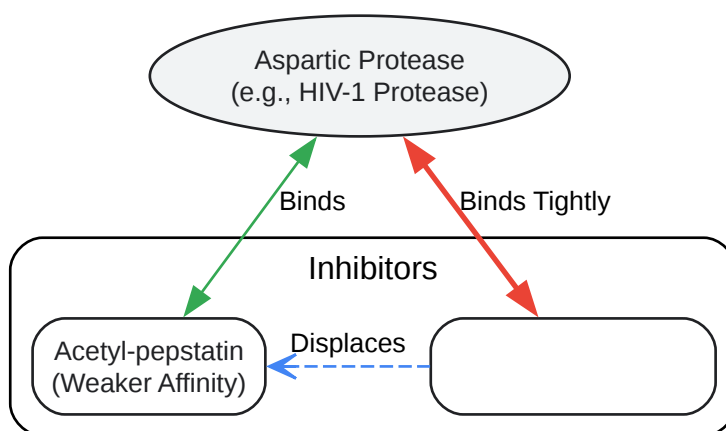 Aspartic Protease
(e.g., HIV-1 Protease)
Binds
Binds Tightly
Inhibitors
Displaces
Acetyl-pepstatin
(Weaker Affinity)